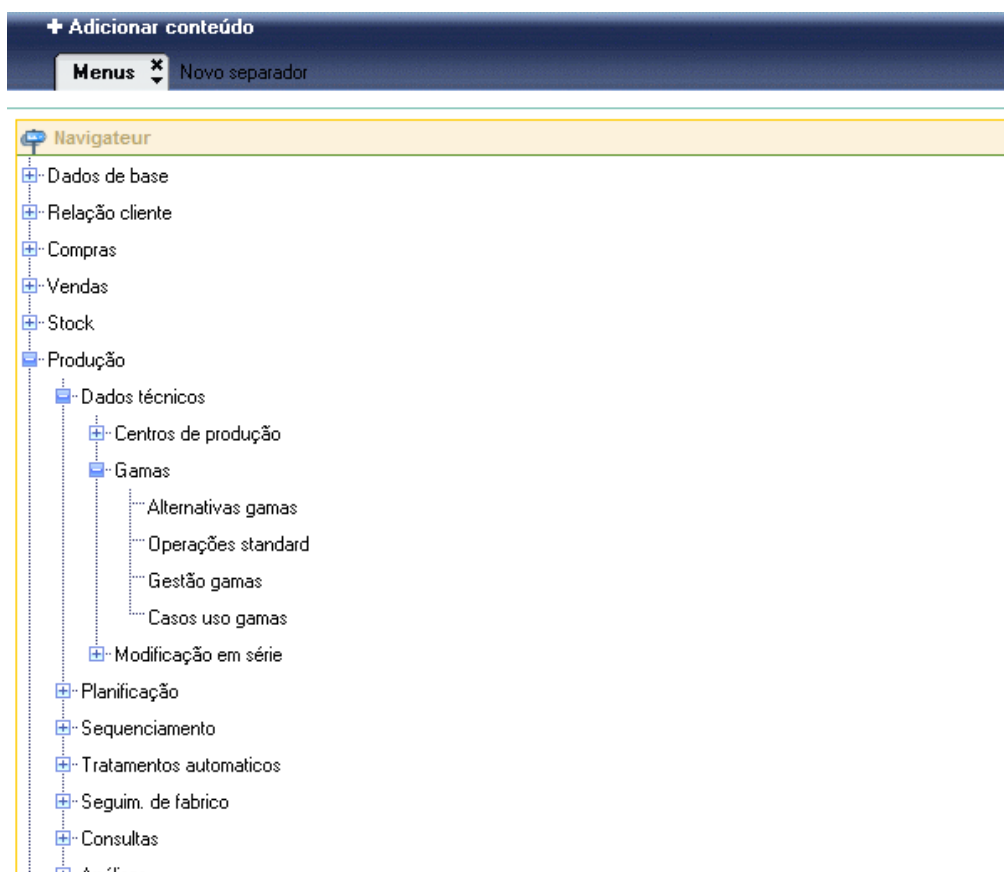 + Adicionar conteúdo
Menus Novo separador
Navigateur
Dados de base
Relação cliente
Compras
Vendas
Stock
Produção
Dados técnicos
Centros de produção
Gamas
Alternativas gamas
Operações standard
Gestão gamas
Casos uso gamas
Modificação em série
Planificação
Sequenciamento
Tratamentos automaticos
Seguim. de fabrico
Consultas